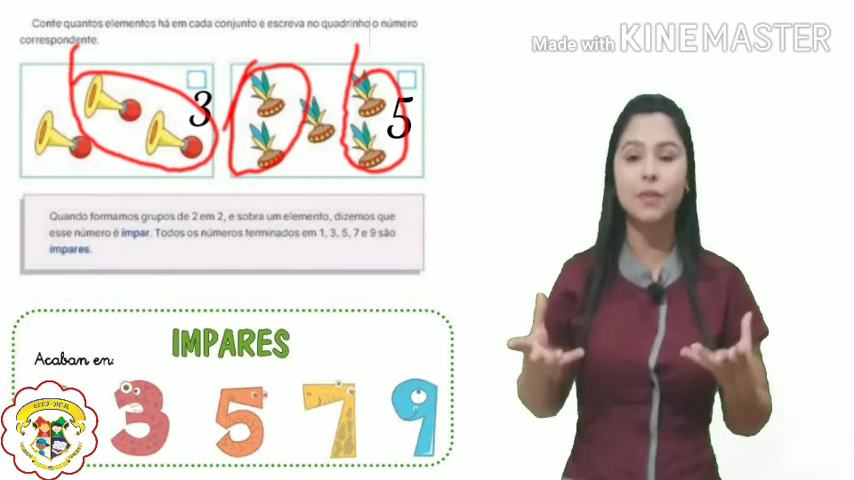 Conte quantos elementos há em cada conjunto e escreva no quadrinho o número
correspondente.
Made with KINEMASTER
3
5
Quando formamos grupos de 2 em 2, e sobra um elemento, dizemos que
esse número é ímpar. Todos os números terminados em 1, 3, 5, 7 e 9 são
ímpares.
IMPARES
Acaban en:
3 5 7 9